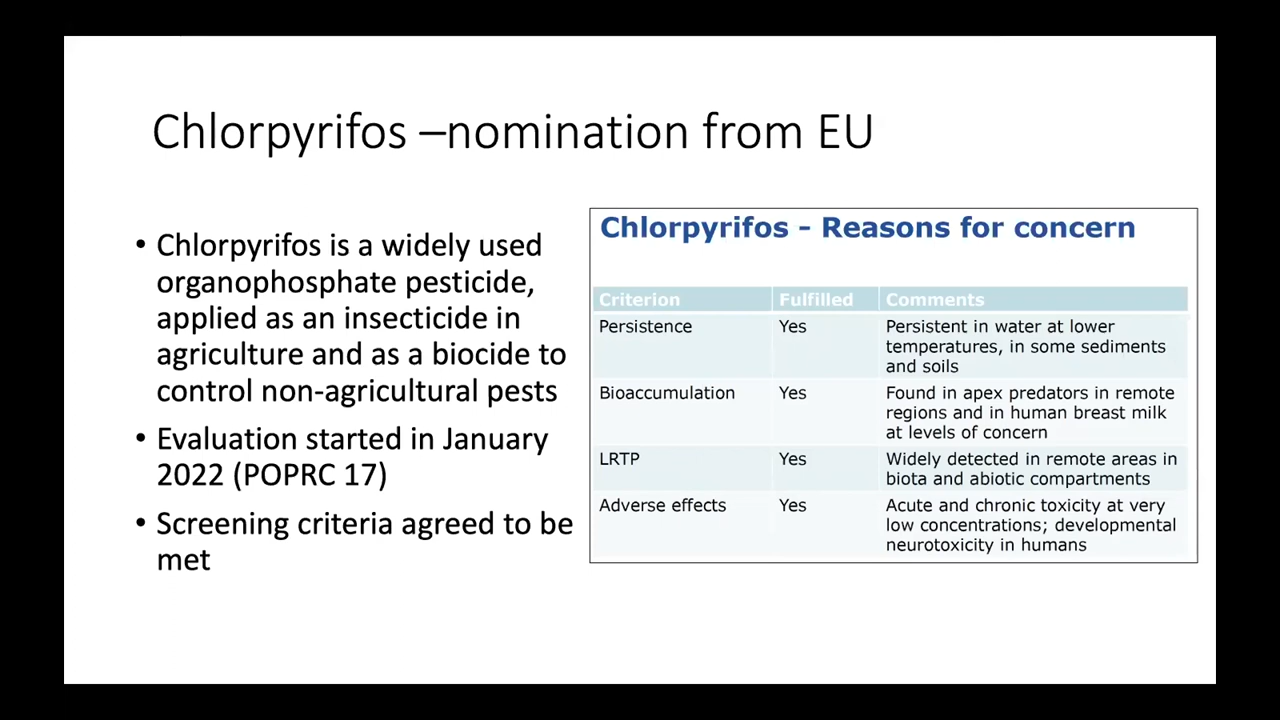 Chlorpyrifos –nomination from EU
• Chlorpyrifos is a widely used
organophosphate pesticide,
applied as an insecticide in
agriculture and as a biocide to
control non-agricultural pests
• Evaluation started in January
2022 (POPRC 17)
• Screening criteria agreed to be
met
Chlorpyrifos - Reasons for concern
Criterion Fulfilled Comments
Persistence Yes Persistent in water at lower
temperatures, in some sediments
and soils
Bioaccumulation Yes Found in apex predators in remote
regions and in human breast milk
at levels of concern
LRTP Yes Widely detected in remote areas in
biota and abiotic compartments
Adverse effects Yes Acute and chronic toxicity at very
low concentrations; developmental
neurotoxicity in humans